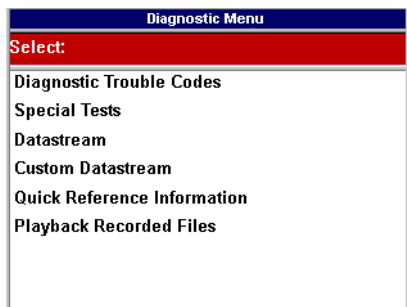 Diagnostic Menu
Select:
Diagnostic Trouble Codes
Special Tests
Datastream
Custom Datastream
Quick Reference Information
Playback Recorded Files